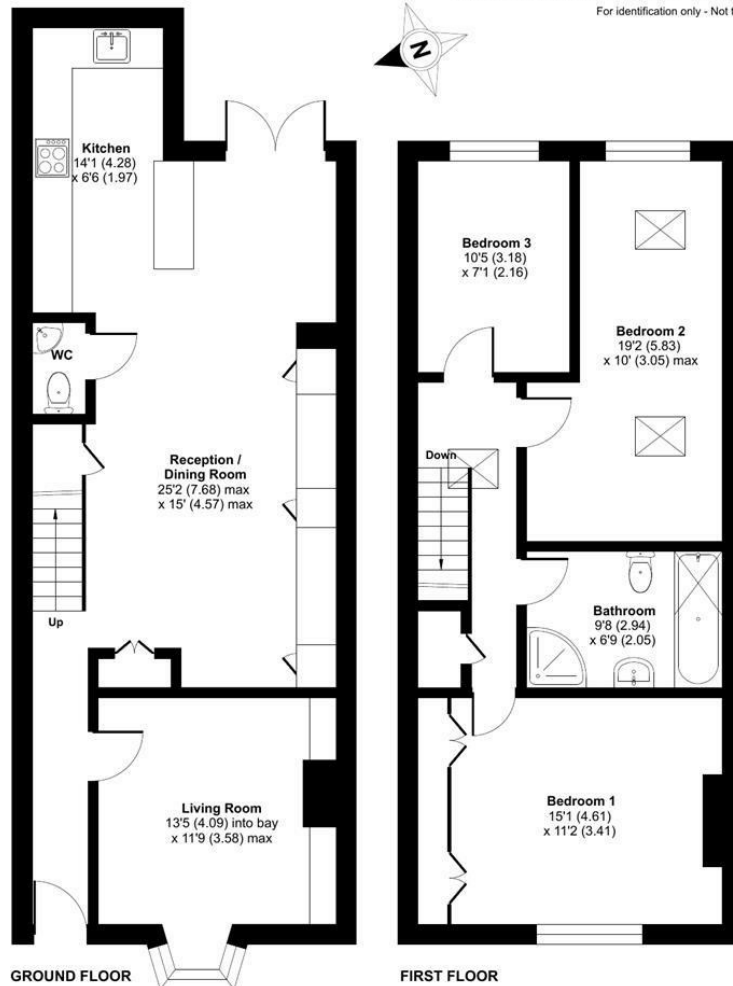 For identification only - Not
N
Kitchen
14'1 (4.28)
x 6'6 (1.97)
WC
Reception /
Dining Room
25'2 (7.68) max
x 15' (4.57) max
Up
Living Room
13'5 (4.09) into bay
x 11'9 (3.58) max
GROUND FLOOR
Bedroom 3
10'5 (3.18)
x 7'1 (2.16)
Bedroom 2
19'2 (5.83)
x 10' (3.05) max
Down
Bathroom
9'8 (2.94)
x 6'9 (2.05)
Bedroom 1
15'1 (4.61)
x 11'2 (3.41)
FIRST FLOOR